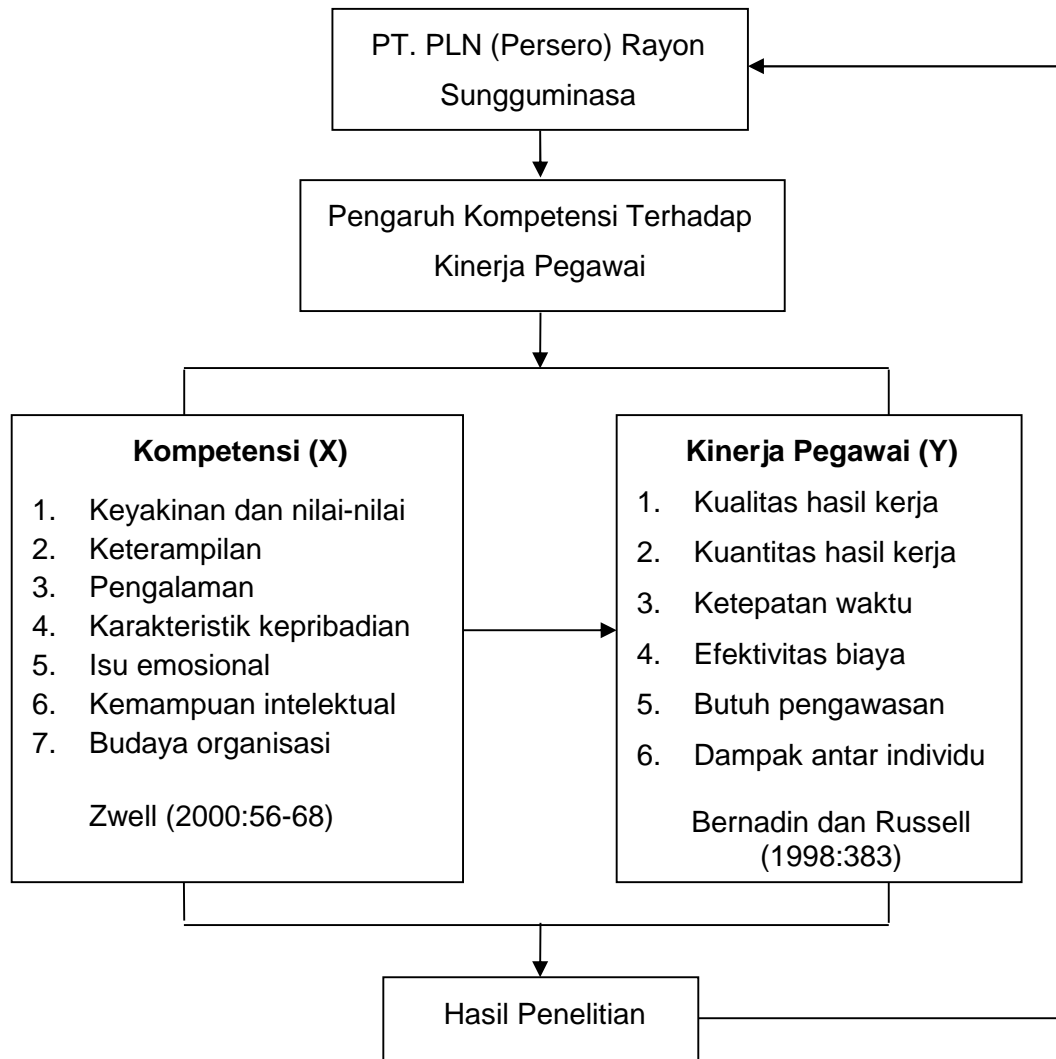 PT. PLN (Persero) Rayon
Sungguminasa
Pengaruh Kompetensi Terhadap
Kinerja Pegawai
Kompetensi (X)
1. Keyakinan dan nilai-nilai
2. Keterampilan
3. Pengalaman
4. Karakteristik kepribadian
5. Isu emosional
6. Kemampuan intelektual
7. Budaya organisasi
Zwell (2000:56-68)
Kinerja Pegawai (Y)
1. Kualitas hasil kerja
2. Kuantitas hasil kerja
3. Ketepatan waktu
4. Efektivitas biaya
5. Butuh pengawasan
6. Dampak antar individu
Bernadin dan Russell
(1998:383)
Hasil Penelitian